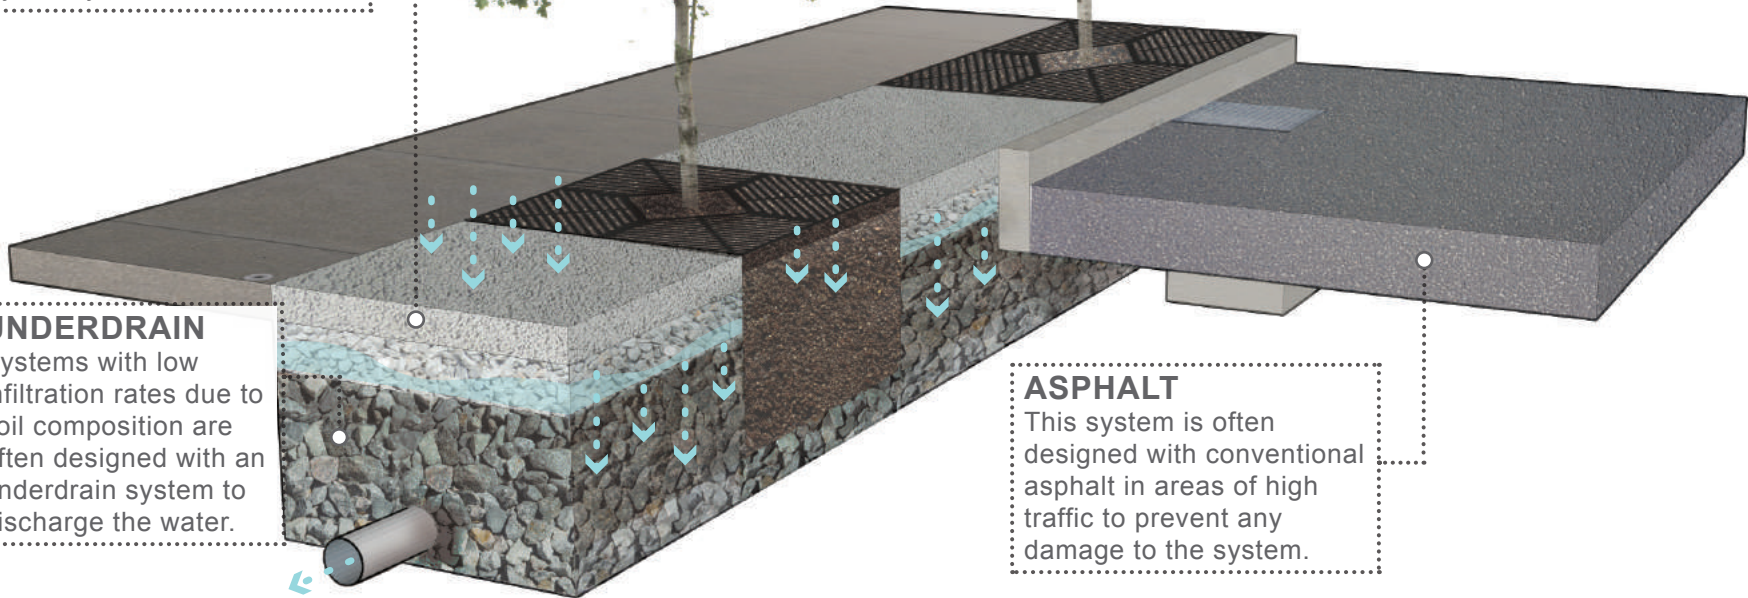 UNDERDRAIN
ystems with low
nfiltration rates due to
oil composition are
ften designed with an
nderdrain system to
ischarge the water.
ASPHALT
This system is often
designed with conventional
asphalt in areas of high
traffic to prevent any
damage to the system.